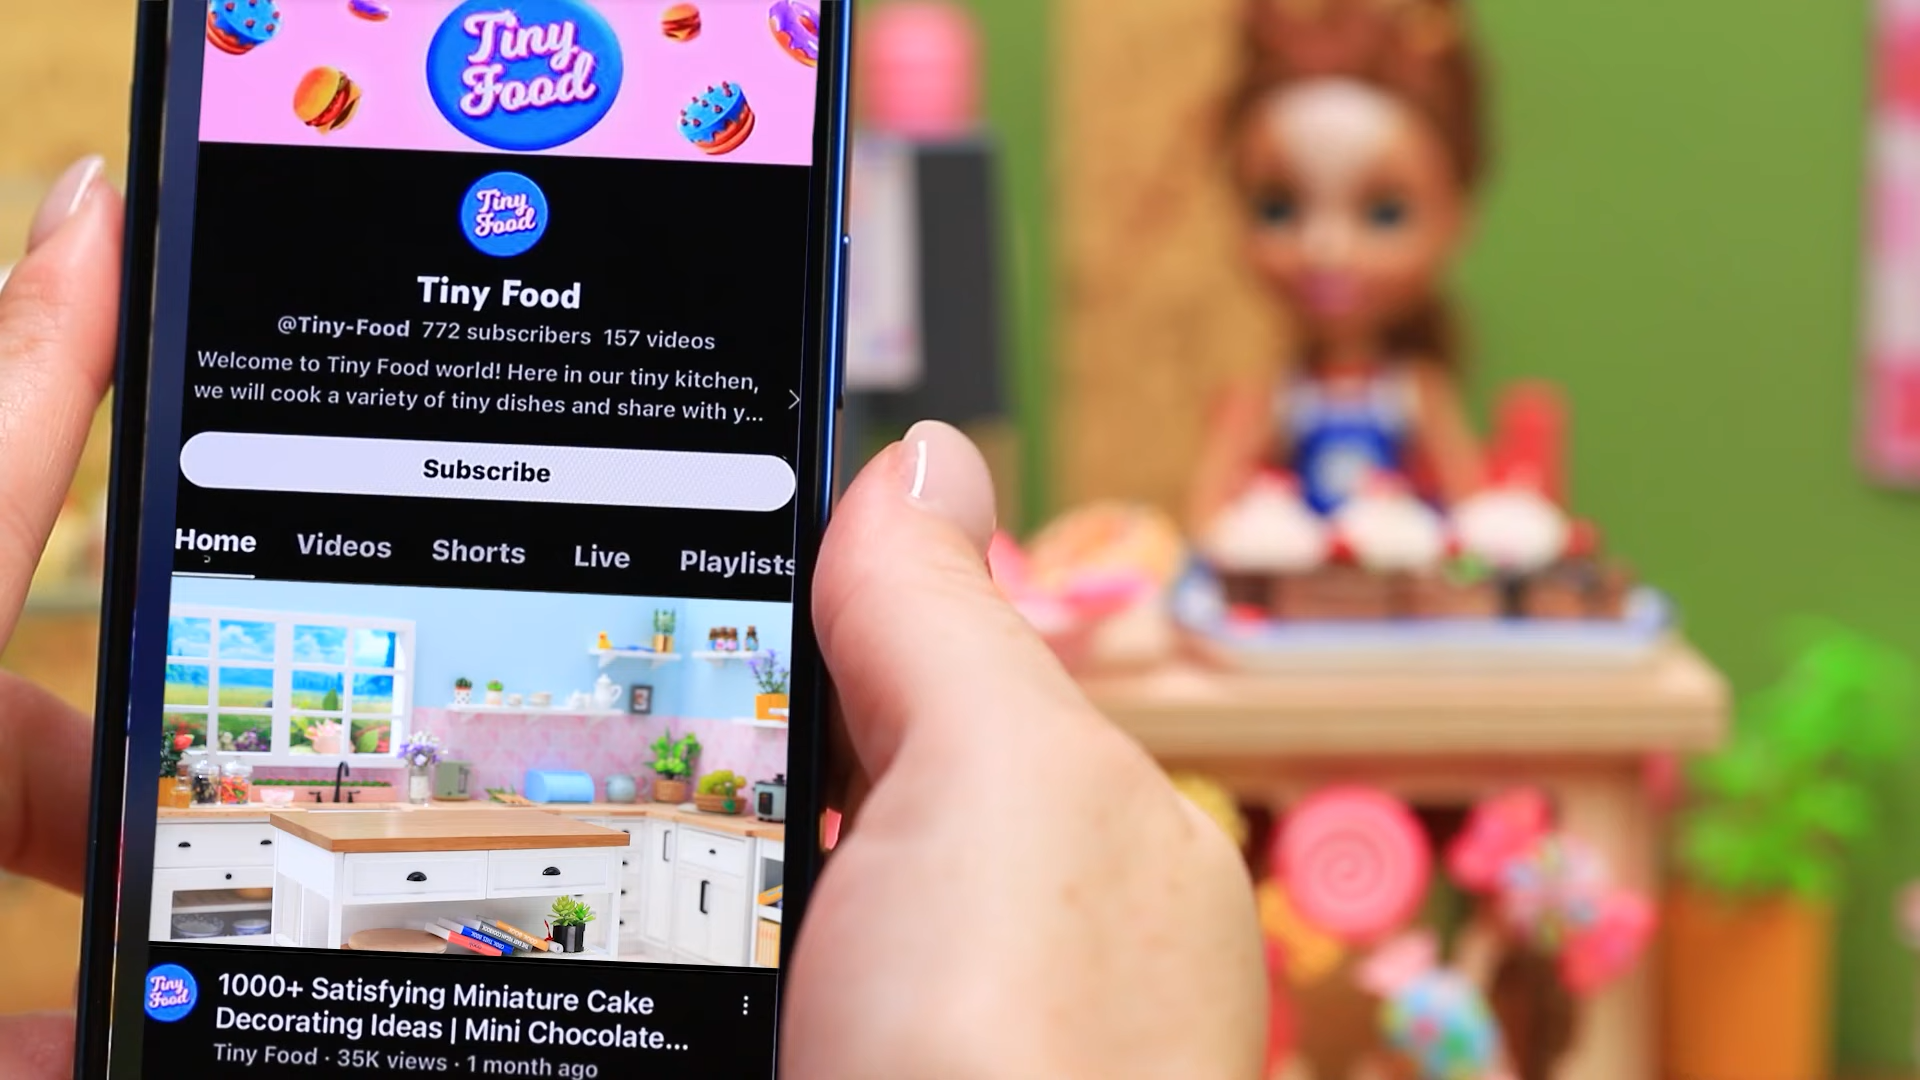 Tiny
Food
Tiny
Food
Tiny Food
@Tiny-Food 772 subscribers 157 videos
Welcome to Tiny Food world! Here in our tiny kitchen,
we will cook a variety of tiny dishes and share with y...
Subscribe
Home Videos Shorts Live Playlists
Tiny
Food
1000+ Satisfying Miniature Cake
Decorating Ideas | Mini Chocolate...
Tiny Food · 35K views · 1 month ago